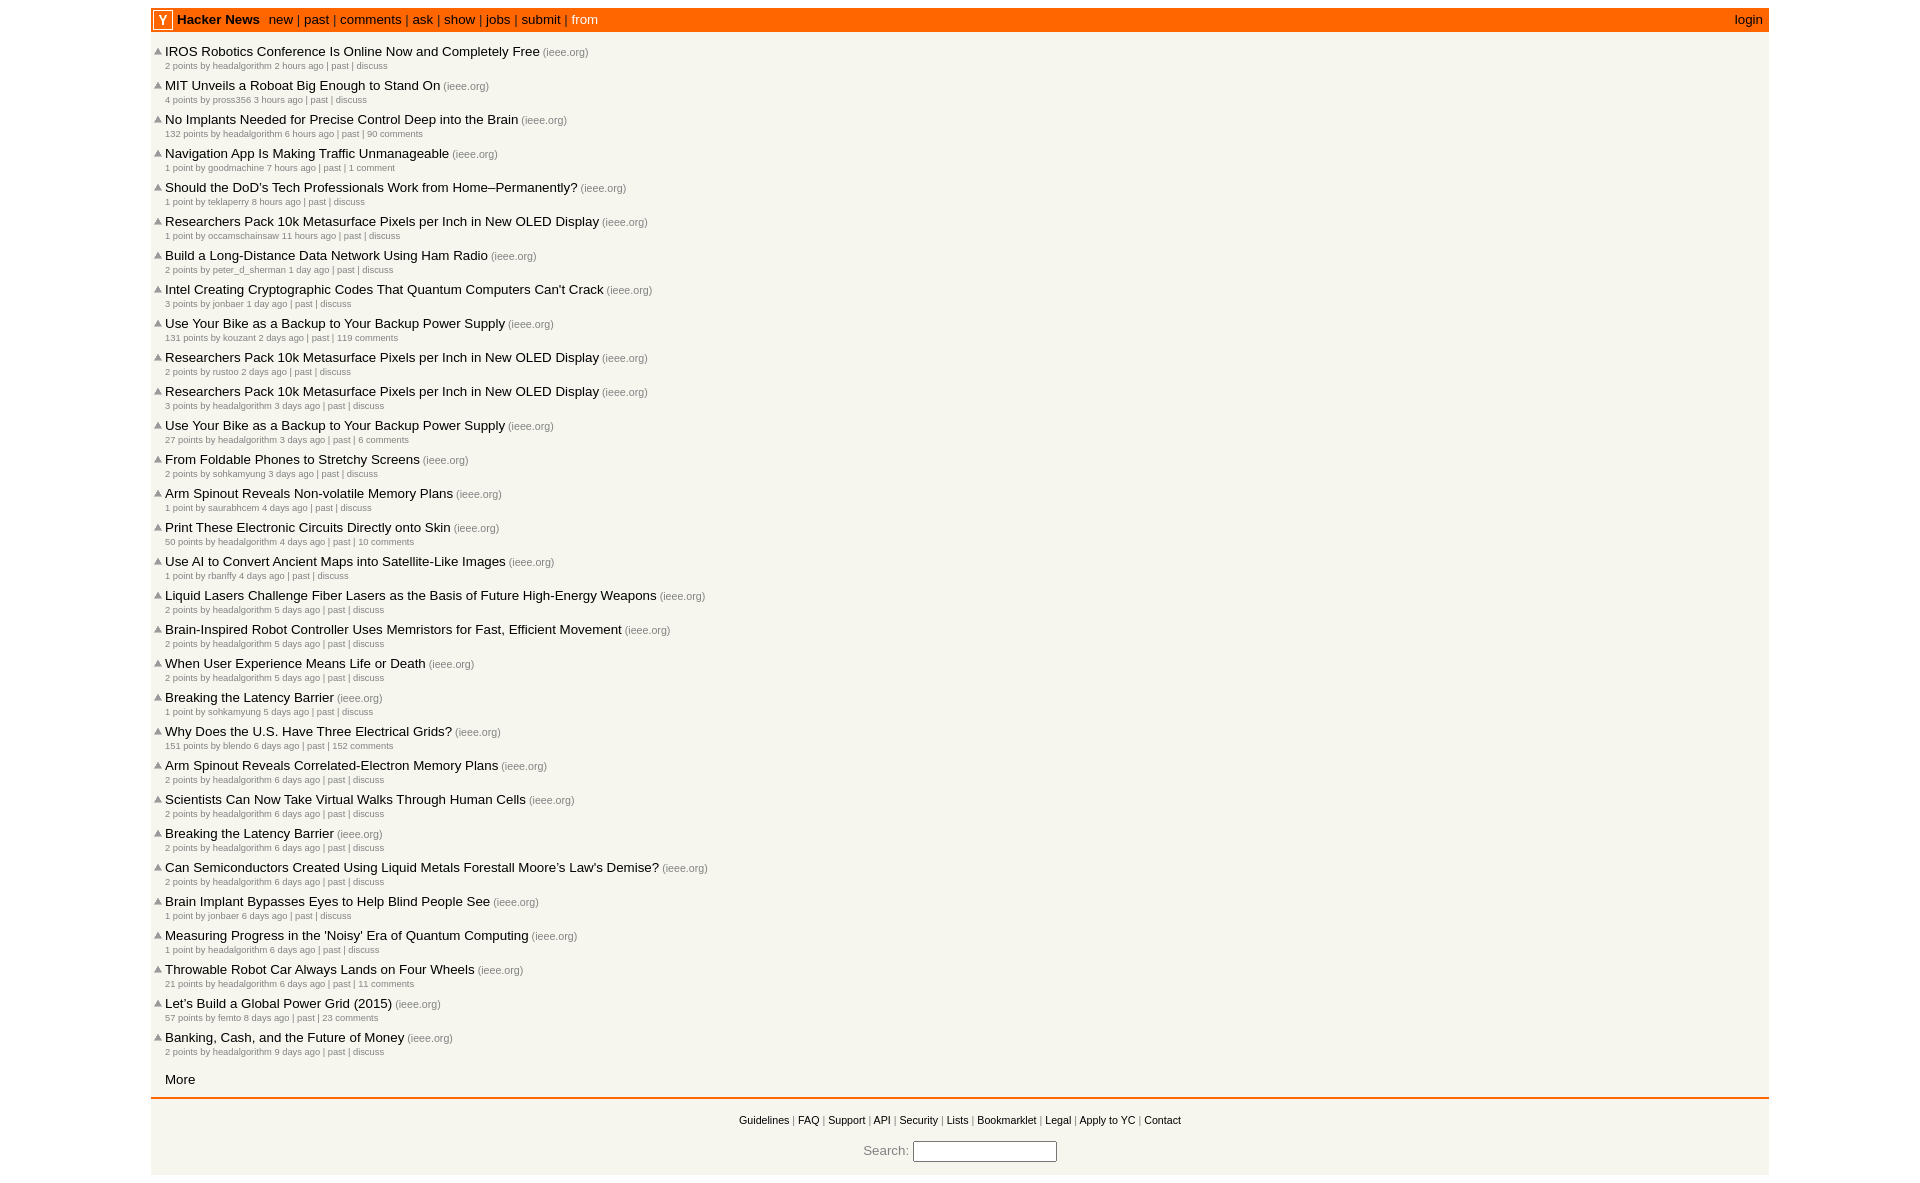 Y Hacker News new | past | comments | ask | show | jobs | submit | from login
IROS Robotics Conference Is Online Now and Completely Free (ieee.org)
2 points by headalgorithm 2 hours ago | past | discuss
MIT Unveils a Roboat Big Enough to Stand On (ieee.org)
4 points by pross356 3 hours ago | past | discuss
No Implants Needed for Precise Control Deep into the Brain (ieee.org)
132 points by headalgorithm 6 hours ago | past | 90 comments
Navigation App Is Making Traffic Unmanageable (ieee.org)
1 point by goodmachine 7 hours ago | past | 1 comment
Should the DoD's Tech Professionals Work from Home–Permanently? (ieee.org)
1 point by teklaperry 8 hours ago | past | discuss
Researchers Pack 10k Metasurface Pixels per Inch in New OLED Display (ieee.org)
1 point by occamschainsaw 11 hours ago | past | discuss
Build a Long-Distance Data Network Using Ham Radio (ieee.org)
2 points by peter_d_sherman 1 day ago | past | discuss
Intel Creating Cryptographic Codes That Quantum Computers Can't Crack (ieee.org)
3 points by jonbaer 1 day ago | past | discuss
Use Your Bike as a Backup to Your Backup Power Supply (ieee.org)
131 points by kouzant 2 days ago | past | 119 comments
Researchers Pack 10k Metasurface Pixels per Inch in New OLED Display (ieee.org)
2 points by rustoo 2 days ago | past | discuss
Researchers Pack 10k Metasurface Pixels per Inch in New OLED Display (ieee.org)
3 points by headalgorithm 3 days ago | past | discuss
Use Your Bike as a Backup to Your Backup Power Supply (ieee.org)
27 points by headalgorithm 3 days ago | past | 6 comments
From Foldable Phones to Stretchy Screens (ieee.org)
2 points by sohkamyung 3 days ago | past | discuss
Arm Spinout Reveals Non-volatile Memory Plans (ieee.org)
1 point by saurabhcem 4 days ago | past | discuss
Print These Electronic Circuits Directly onto Skin (ieee.org)
50 points by headalgorithm 4 days ago | past | 10 comments
Use AI to Convert Ancient Maps into Satellite-Like Images (ieee.org)
1 point by rbanffy 4 days ago | past | discuss
Liquid Lasers Challenge Fiber Lasers as the Basis of Future High-Energy Weapons (ieee.org)
2 points by headalgorithm 5 days ago | past | discuss
Brain-Inspired Robot Controller Uses Memristors for Fast, Efficient Movement (ieee.org)
2 points by headalgorithm 5 days ago | past | discuss
When User Experience Means Life or Death (ieee.org)
2 points by headalgorithm 5 days ago | past | discuss
Breaking the Latency Barrier (ieee.org)
1 point by sohkamyung 5 days ago | past | discuss
Why Does the U.S. Have Three Electrical Grids? (ieee.org)
151 points by blendo 6 days ago | past | 152 comments
Arm Spinout Reveals Correlated-Electron Memory Plans (ieee.org)
2 points by headalgorithm 6 days ago | past | discuss
Scientists Can Now Take Virtual Walks Through Human Cells (ieee.org)
2 points by headalgorithm 6 days ago | past | discuss
Breaking the Latency Barrier (ieee.org)
2 points by headalgorithm 6 days ago | past | discuss
Can Semiconductors Created Using Liquid Metals Forestall Moore’s Law's Demise? (ieee.org)
2 points by headalgorithm 6 days ago | past | discuss
Brain Implant Bypasses Eyes to Help Blind People See (ieee.org)
1 point by jonbaer 6 days ago | past | discuss
Measuring Progress in the 'Noisy' Era of Quantum Computing (ieee.org)
1 point by headalgorithm 6 days ago | past | discuss
Throwable Robot Car Always Lands on Four Wheels (ieee.org)
21 points by headalgorithm 6 days ago | past | 11 comments
Let’s Build a Global Power Grid (2015) (ieee.org)
57 points by femto 8 days ago | past | 23 comments
Banking, Cash, and the Future of Money (ieee.org)
2 points by headalgorithm 9 days ago | past | discuss
More
Guidelines | FAQ | Support | API | Security | Lists | Bookmarklet | Legal | Apply to YC | Contact
Search: